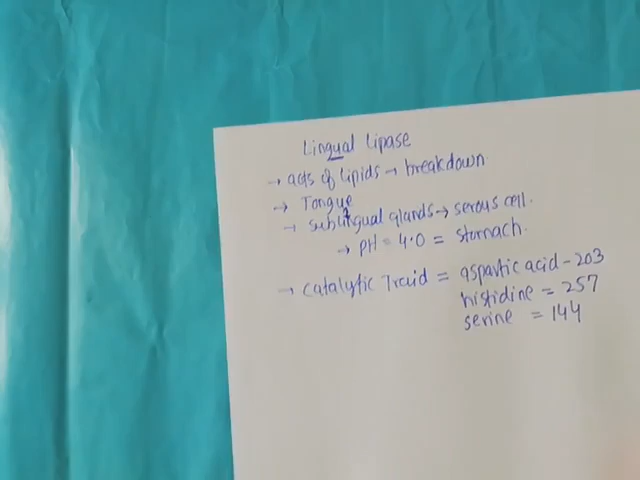 Lingual Lipase
→ acts of Lipids → breakdown.
→ Tongue
→ sublingual glands → serous cell.
→ pH = 4.0 = stomach.
→ Catalytic Traid = aspartic acid - 203
histidine = 257
serine = 144